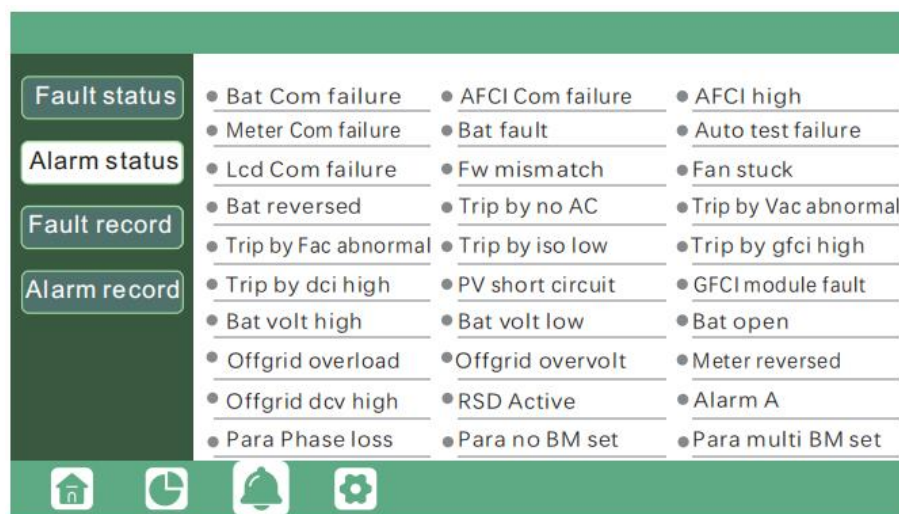 Fault status
Alarm status
Fault record
Alarm record
Bat Com failure AFCI Com failure AFCI high
Meter Com failure Bat fault Auto test failure
Lcd Com failure Fw mismatch Fan stuck
Bat reversed Trip by no AC Trip by Vac abnormal
Trip by Fac abnormal Trip by iso low Trip by gfci high
Trip by dci high PV short circuit GFCI module fault
Bat volt high Bat volt low Bat open
Offgrid overload Offgrid overvolt Meter reversed
Offgrid dcv high RSD Active Alarm A
Para Phase loss Para no BM set Para multi BM set